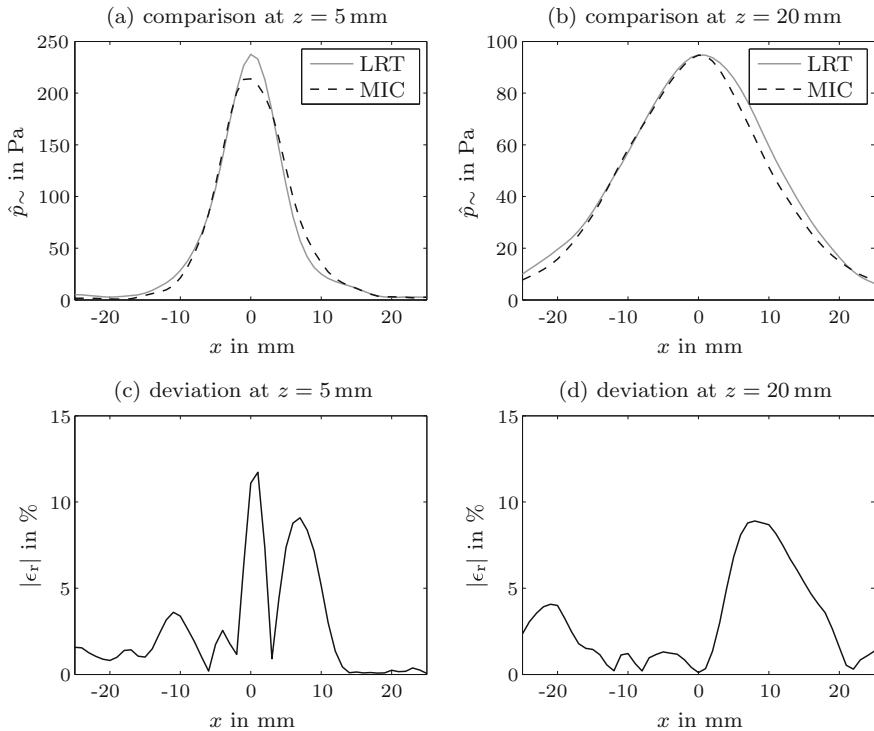 (a) comparison at z = 5 mm
250
200
150
100
50
0
p̂~ in Pa
LRT
MIC
-20 -10 0 10 20
x in mm
(b) comparison at z = 20 mm
100
80
60
40
20
0
p̂~ in Pa
LRT
MIC
-20 -10 0 10 20
x in mm
(c) deviation at z = 5 mm
15
10
5
0
|ϵr| in %
-20 -10 0 10 20
x in mm
(d) deviation at z = 20 mm
15
10
5
0
|ϵr| in %
-20 -10 0 10 20
x in mm